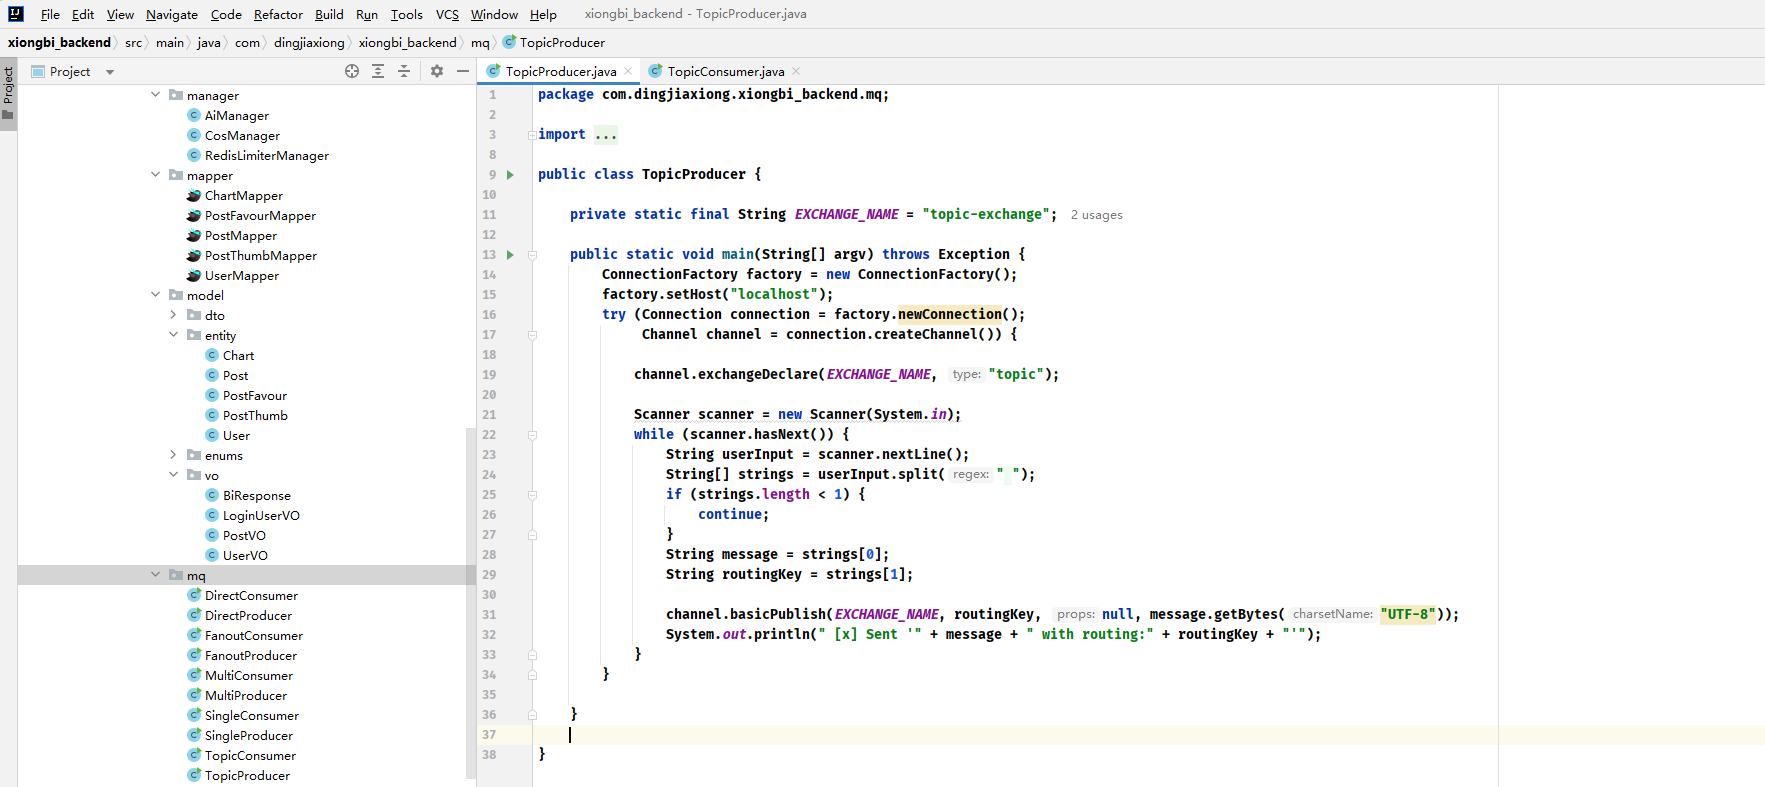 File Edit View Navigate Code Refactor Build Run Tools VCS Window Help xiongbi_backend - TopicProducer.java
xiongbi_backend src main java com dingjiaxiong xiongbi_backend mq TopicProducer
Project
Project
manager
AiManager
CosManager
RedisLimiterManager
mapper
ChartMapper
PostFavourMapper
PostMapper
PostThumbMapper
UserMapper
model
dto
entity
Chart
Post
PostFavour
PostThumb
User
enums
vo
BiResponse
LoginUserVO
PostVO
UserVO
mq
DirectConsumer
DirectProducer
FanoutConsumer
FanoutProducer
MultiConsumer
MultiProducer
SingleConsumer
SingleProducer
TopicConsumer
TopicProducer
TopicProducer.java TopicConsumer.java
1 package com.dingjiaxiong.xiongbi_backend.mq;
2
3 import ...
8
9 public class TopicProducer {
10
11 private static final String EXCHANGE_NAME = "topic-exchange"; 2 usages
12
13 public static void main(String[] argv) throws Exception {
14 ConnectionFactory factory = new ConnectionFactory();
15 factory.setHost("localhost");
16 try (Connection connection = factory.newConnection();
17 Channel channel = connection.createChannel()) {
18
19 channel.exchangeDeclare(EXCHANGE_NAME, type: "topic");
20
21 Scanner scanner = new Scanner(System.in);
22 while (scanner.hasNext()) {
23 String userInput = scanner.nextLine();
24 String[] strings = userInput.split( regex: " ");
25 if (strings.length < 1) {
26 continue;
27 }
28 String message = strings[0];
29 String routingKey = strings[1];
30
31 channel.basicPublish(EXCHANGE_NAME, routingKey, props: null, message.getBytes( charsetName: "UTF-8"));
32 System.out.println(" [x] Sent '" + message + " with routing:" + routingKey + "'");
33 }
34 }
35
36 }
37
38 }